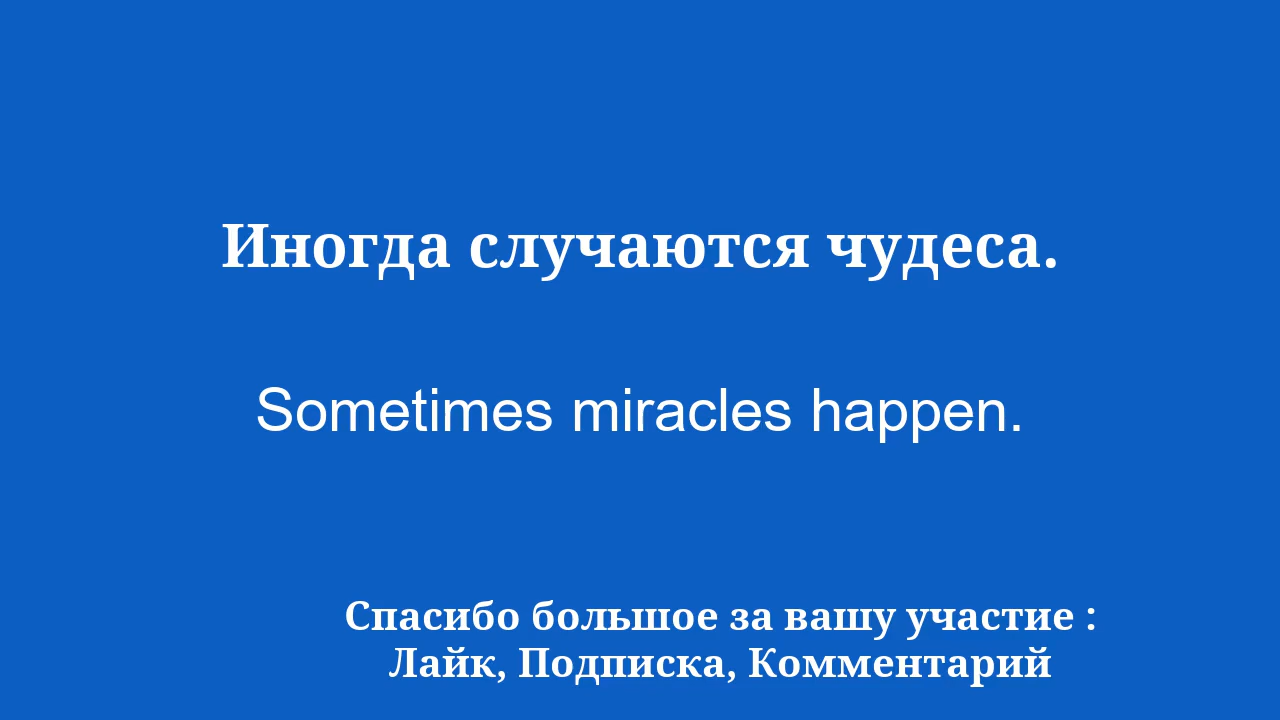 Иногда случаются чудеса.
Sometimes miracles happen.
Спасибо большое за вашу участие :
Лайк, Подписка, Комментарий